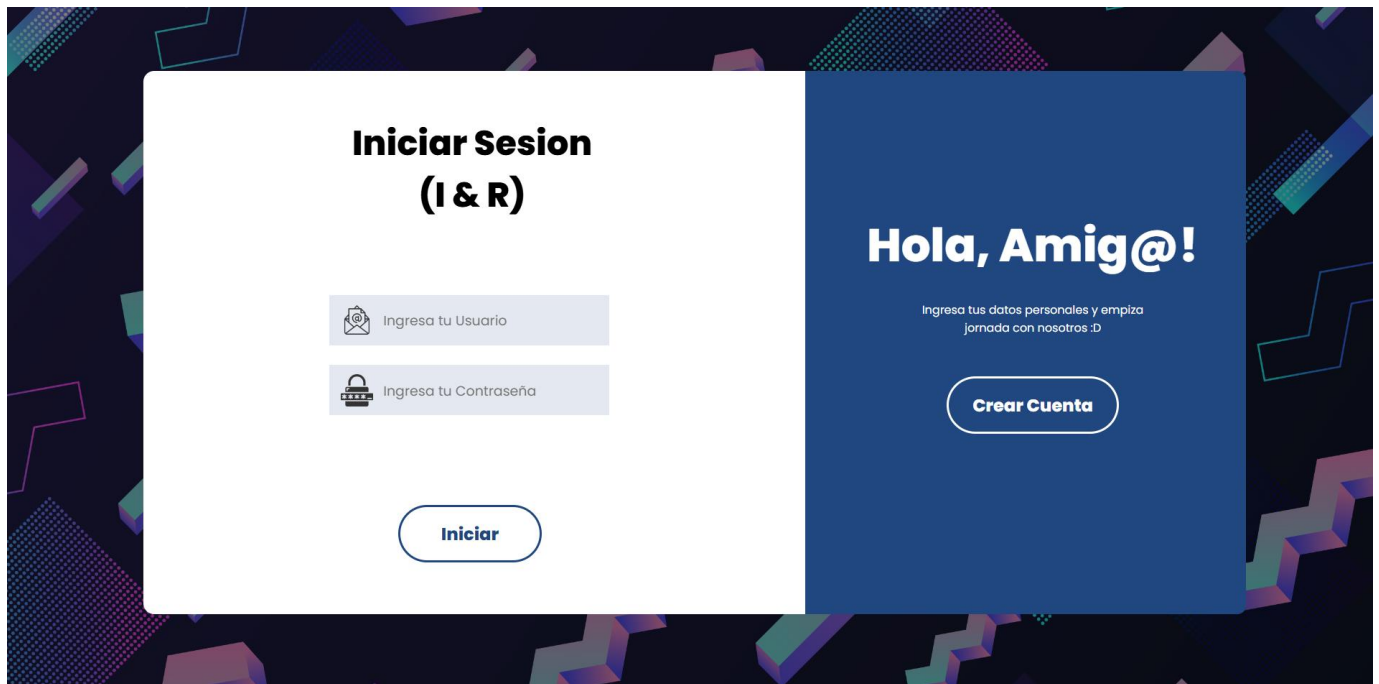 Iniciar Sesion
(I & R)
Ingresa tu Usuario
Ingresa tu Contraseña
Iniciar
Hola, Amig@!
Ingresa tus datos personales y empiza
jornada con nosotros :D
Crear Cuenta